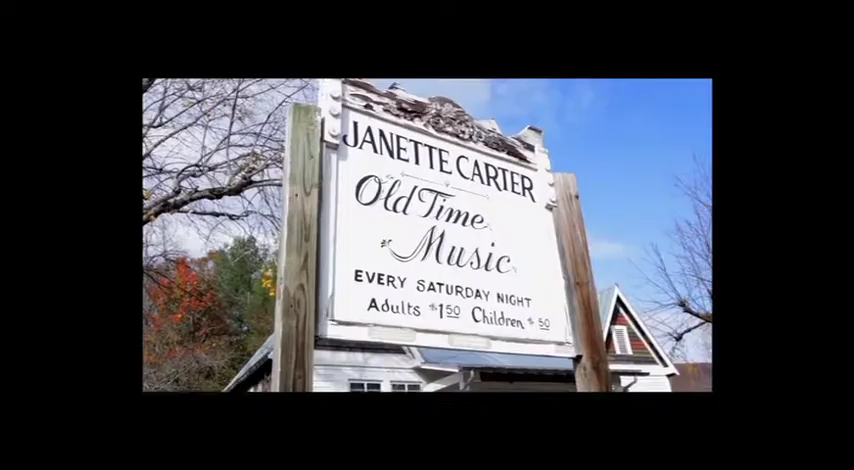 JANETTE CARTER
Old Time
Music
EVERY SATURDAY NIGHT
Adults $1.50 Children $.50